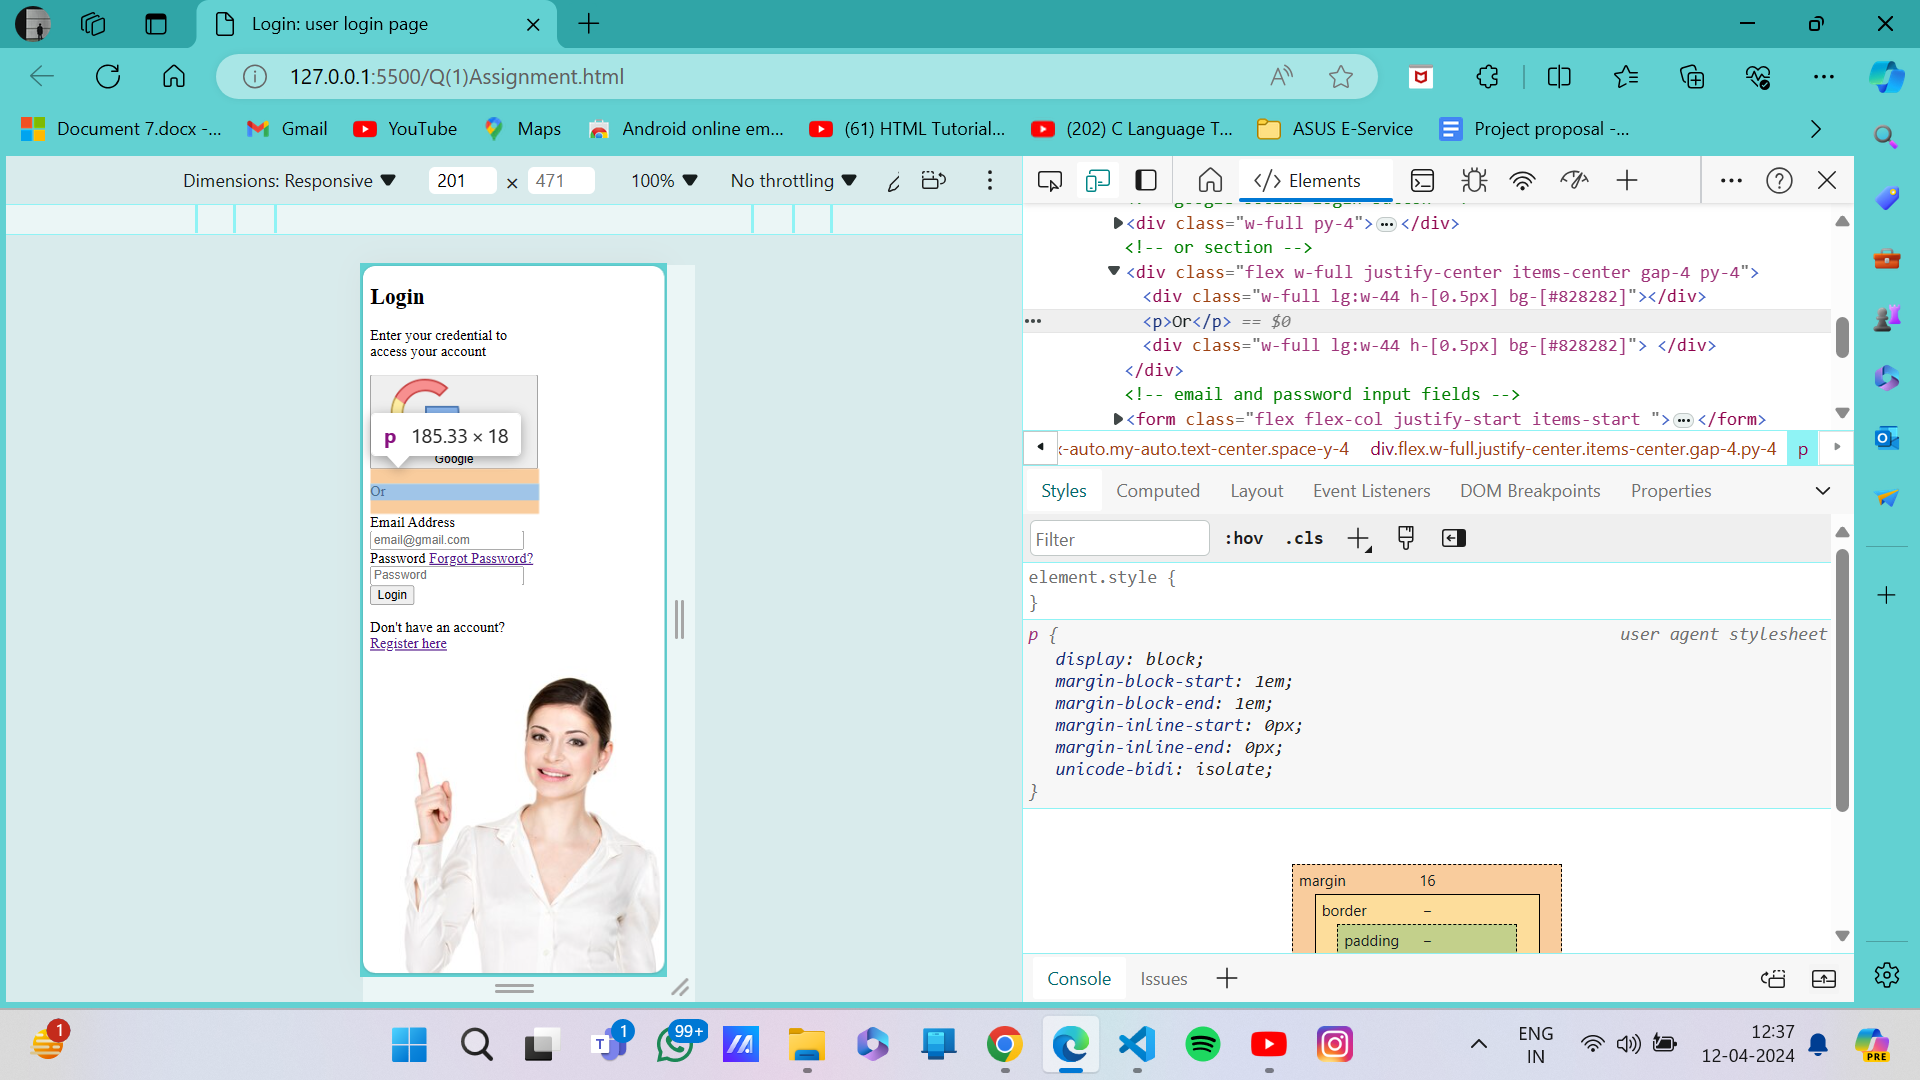 Login: user login page
127.0.0.1:5500/Q(1)Assignment.html
Document 7.docx -...
Gmail
YouTube
Maps
Android online em...
(61) HTML Tutorial...
(202) C Language T...
ASUS E-Service
Project proposal -...
Dimensions: Responsive
201 × 471
100%
No throttling
Elements
<div class="w-full py-4"> ... </div>
<!-- or section -->
<div class="flex w-full justify-center items-center gap-4 py-4">
<div class="w-full lg:w-44 h-[0.5px] bg-[#828282]"></div>
<p>Or</p> == $0
<div class="w-full lg:w-44 h-[0.5px] bg-[#828282]"> </div>
</div>
<!-- email and password input fields -->
<form class="flex flex-col justify-start items-start "> ... </form>
-auto.my-auto.text-center.space-y-4
div.flex.w-full.justify-center.items-center.gap-4.py-4
p
Styles
Computed
Layout
Event Listeners
DOM Breakpoints
Properties
Filter
:hov
.cls
element.style {
}
p {
user agent stylesheet
display: block;
margin-block-start: 1em;
margin-block-end: 1em;
margin-inline-start: 0px;
margin-inline-end: 0px;
unicode-bidi: isolate;
}
margin
16
border
–
padding
–
Console
Issues
Login
Enter your credential to
access your account
p 185.33 × 18
Google
Or
Email Address
email@gmail.com
Password Forgot Password?
Password
Login
Don't have an account?
Register here
1
1
99+
ENG
IN
12:37
12-04-2024
PRE